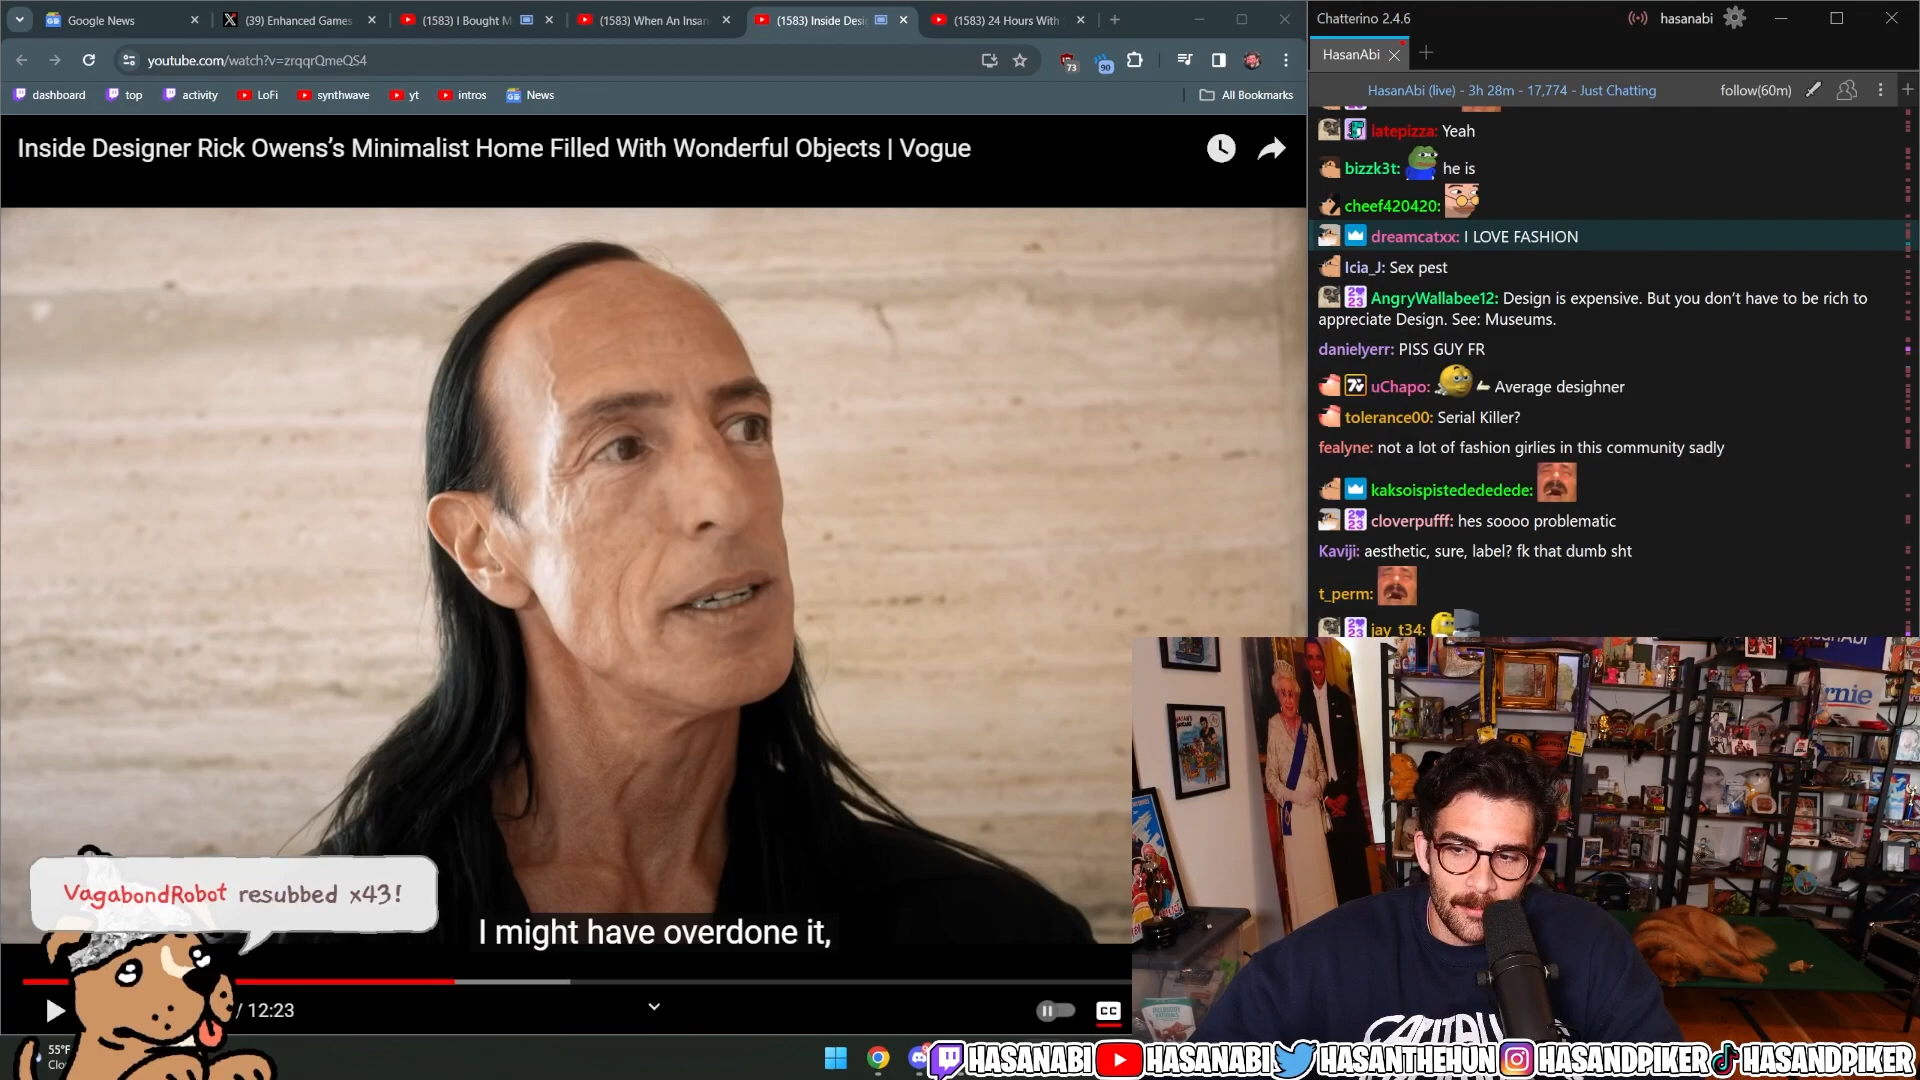 Google News
(39) Enhanced Games
(1583) I Bought M
(1583) When An Insan
(1583) Inside Desi
(1583) 24 Hours With
youtube.com/watch?v=zrqqrQmeQS4
73
90
dashboard
top
activity
LoFi
synthwave
yt
intros
News
All Bookmarks
Inside Designer Rick Owens's Minimalist Home Filled With Wonderful Objects | Vogue
I might have overdone it,
VagabondRobot resubbed x43!
/ 12:23
CC
55°F
Clo
Chatterino 2.4.6
hasanabi
HasanAbi
HasanAbi (live) - 3h 28m - 17,774 - Just Chatting
follow(60m)
latepizza: Yeah
bizzk3t: he is
cheef420420:
dreamcatxx: I LOVE FASHION
Icia_J: Sex pest
AngryWallabee12: Design is expensive. But you don't have to be rich to
appreciate Design. See: Museums.
danielyerr: PISS GUY FR
uChapo: Average desighner
tolerance00: Serial Killer?
fealyne: not a lot of fashion girlies in this community sadly
kaksoispistedededede:
cloverpufff: hes soooo problematic
Kaviji: aesthetic, sure, label? fk that dumb sht
t_perm:
jay_t34:
HASANABI
HASANABI
HASANTHEHUN
HASANDPIKER
HASANDPIKER